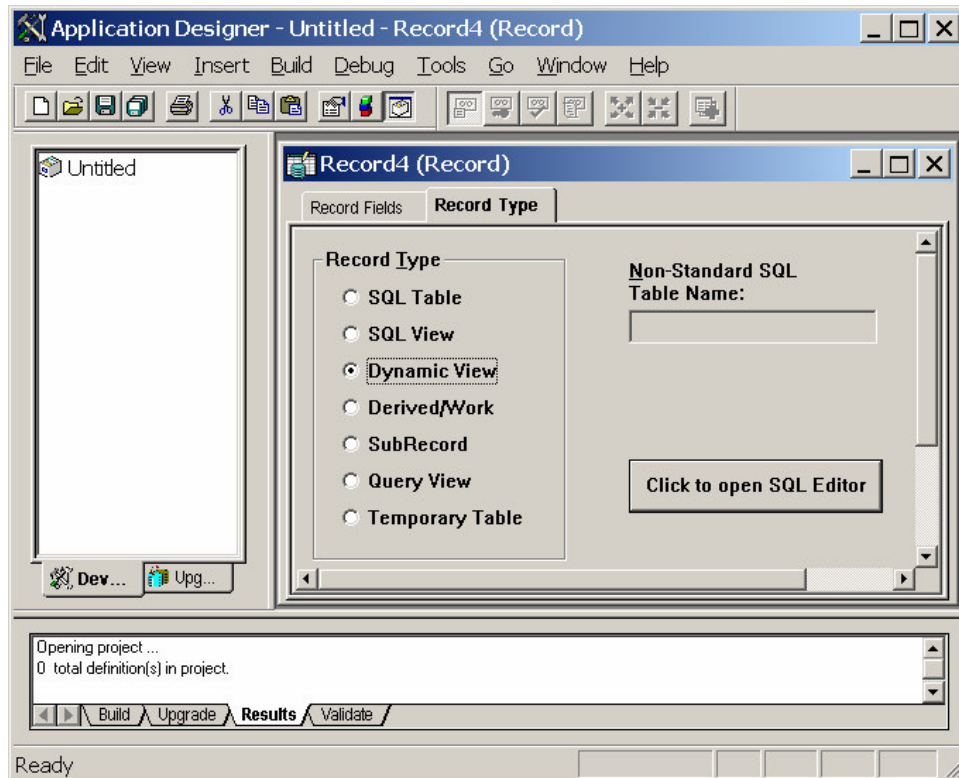 Application Designer - Untitled - Record4 (Record)
File Edit View Insert Build Debug Tools Go Window Help
Untitled
Record4 (Record)
Record Fields Record Type
Record Type
SQL Table
SQL View
Dynamic View
Derived/Work
SubRecord
Query View
Temporary Table
Non-Standard SQL
Table Name:
Click to open SQL Editor
Dev... Upg...
Opening project ...
0 total definition(s) in project.
Build Upgrade Results Validate
Ready